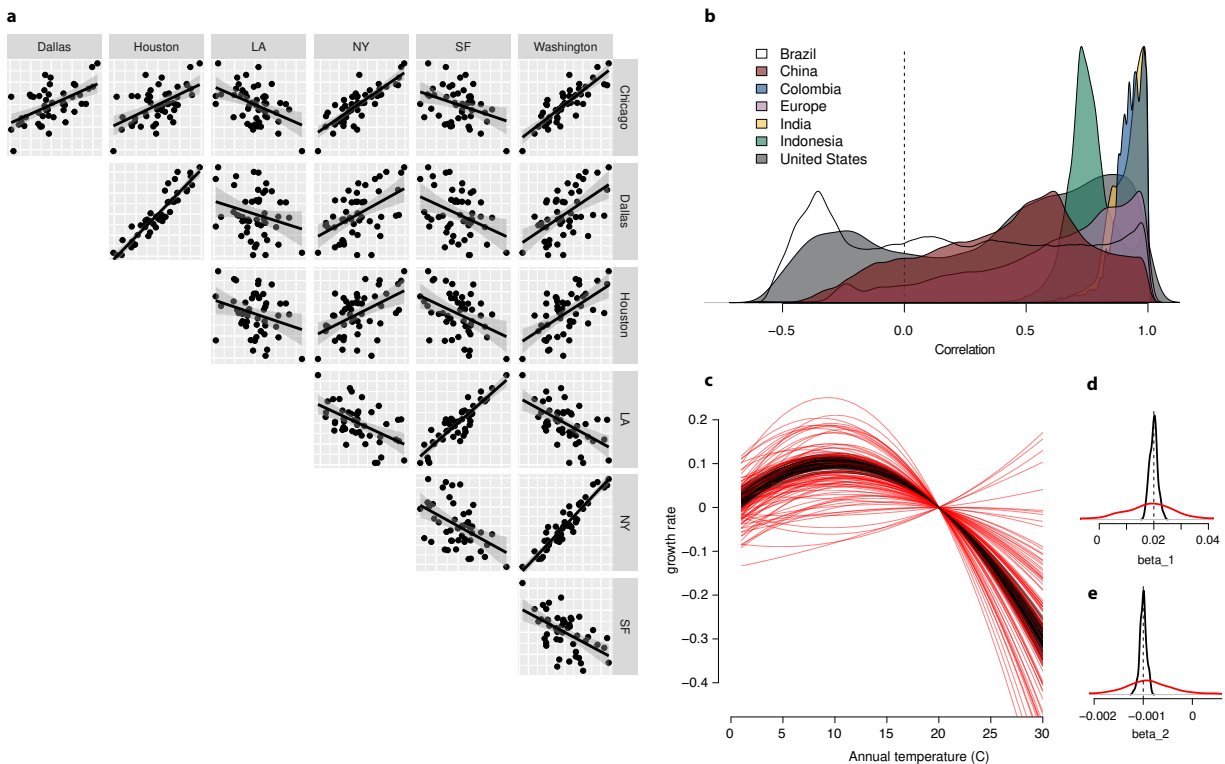 a
Dallas Houston LA NY SF Washington
Chicago
Dallas
Houston
LA
NY
SF
b
Brazil
China
Colombia
Europe
India
Indonesia
United States
−0.5 0.0 0.5 1.0
Correlation
c
0.2
0.1
0
−0.1
−0.2
−0.3
−0.4
growth rate
0 5 10 15 20 25 30
Annual temperature (C)
d
0 0.02 0.04
beta_1
e
−0.002 −0.001 0
beta_2